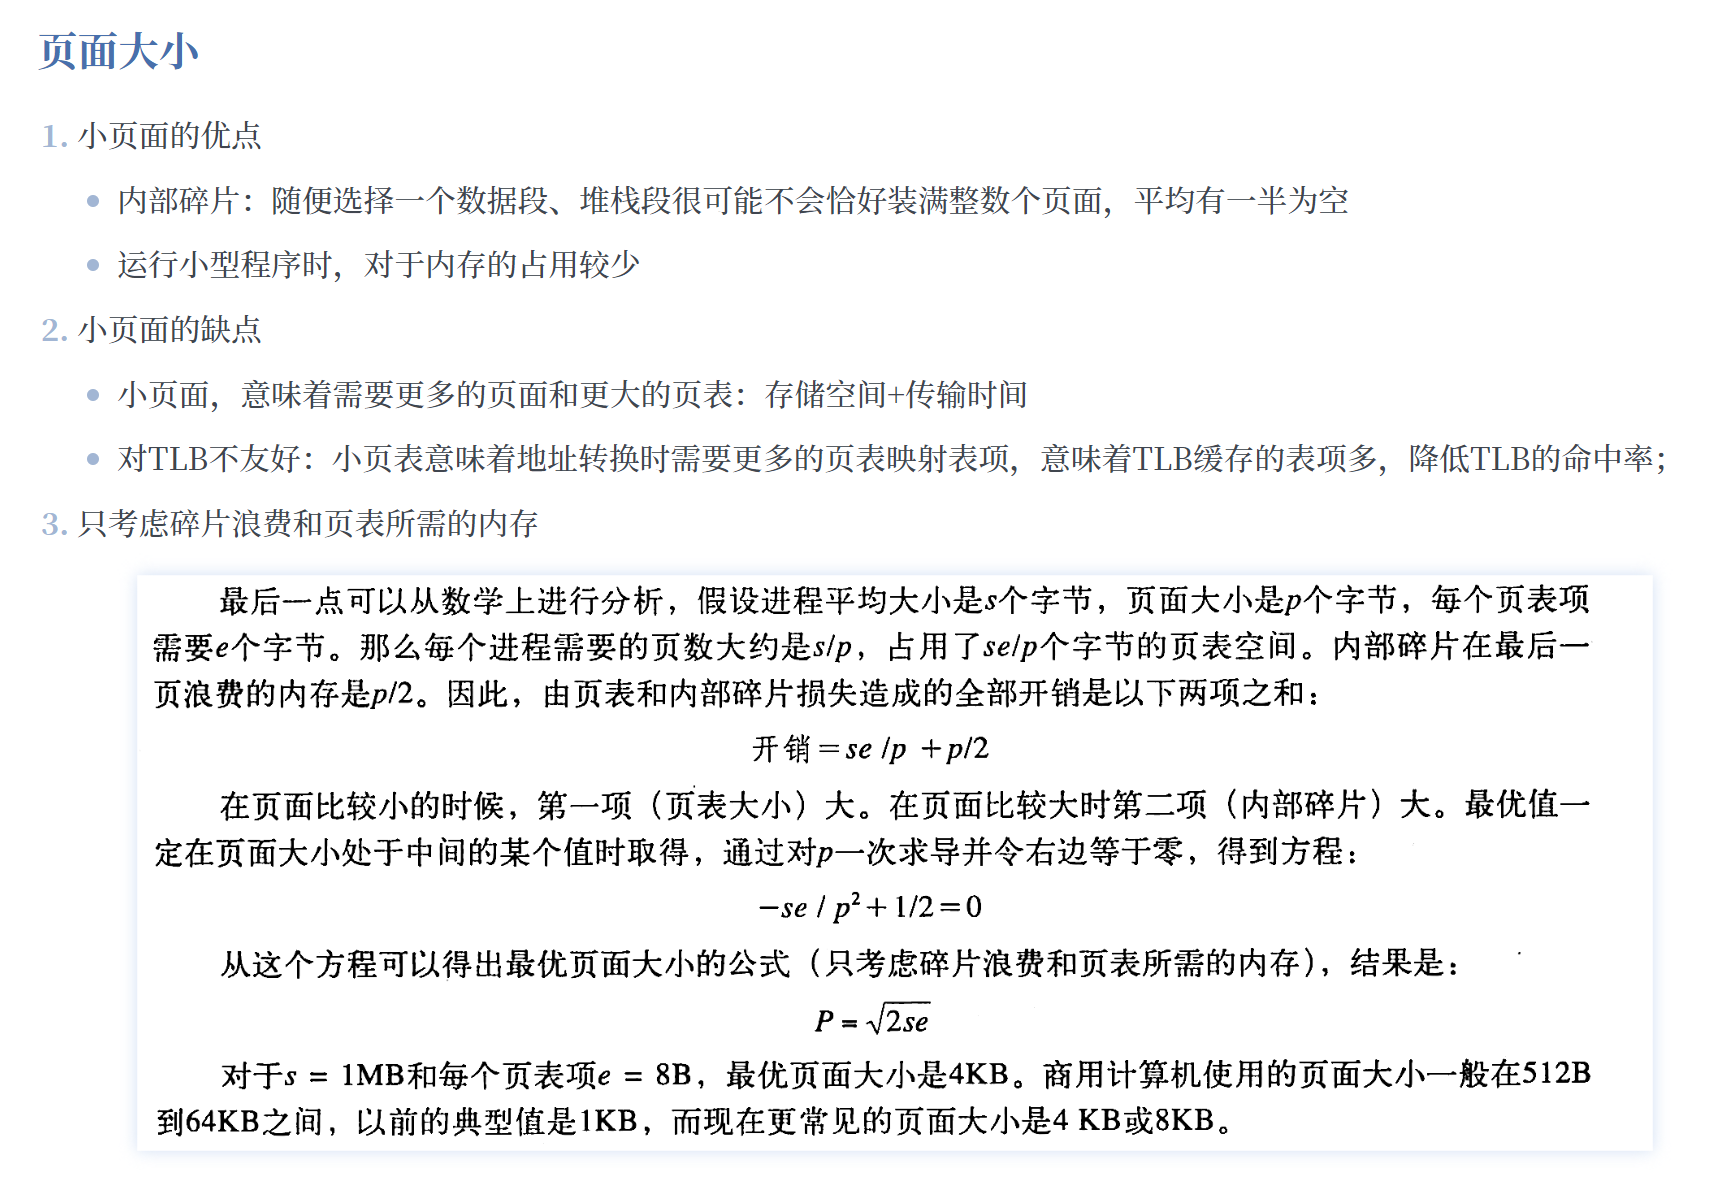 页面大小
1. 小页面的优点
内部碎片：随便选择一个数据段、堆栈段很可能不会恰好装满整数个页面，平均有一半为空
运行小型程序时，对于内存的占用较少
2. 小页面的缺点
小页面，意味着需要更多的页面和更大的页表：存储空间+传输时间
对TLB不友好：小页表意味着地址转换时需要更多的页表映射表项，意味着TLB缓存的表项多，降低TLB的命中率；
3. 只考虑碎片浪费和页表所需的内存
最后一点可以从数学上进行分析，假设进程平均大小是s个字节，页面大小是p个字节，每个页表项
需要e个字节。那么每个进程需要的页数大约是s/p，占用了se/p个字节的页表空间。内部碎片在最后一
页浪费的内存是p/2。因此，由页表和内部碎片损失造成的全部开销是以下两项之和：
开销＝se /p +p/2
在页面比较小的时候，第一项（页表大小）大。在页面比较大时第二项（内部碎片）大。最优值一
定在页面大小处于中间的某个值时取得，通过对p一次求导并令右边等于零，得到方程：
−se / p²＋1/2＝0
从这个方程可以得出最优页面大小的公式（只考虑碎片浪费和页表所需的内存），结果是：
P = √2se
对于s = 1MB和每个页表项e = 8B，最优页面大小是4KB。商用计算机使用的页面大小一般在512B
到64KB之间，以前的典型值是1KB，而现在更常见的页面大小是4 KB或8KB。